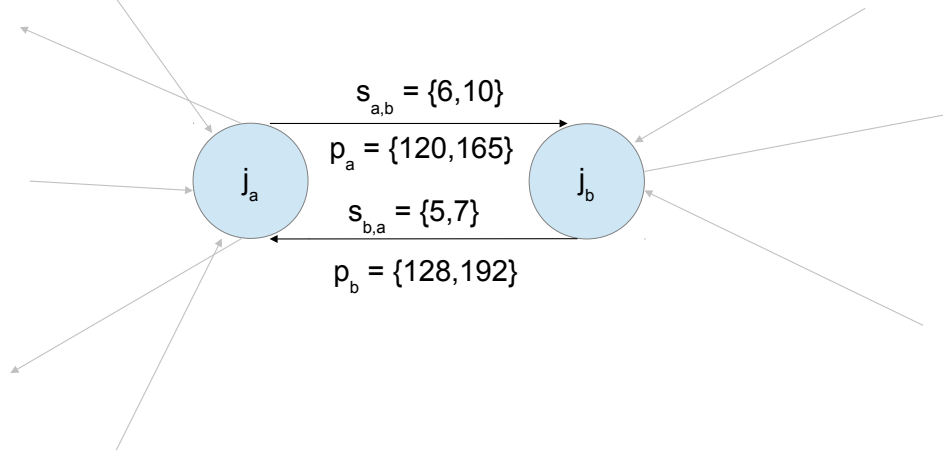 s_a,b = {6,10}
p_a = {120,165}
j_a
j_b
s_b,a = {5,7}
p_b = {128,192}